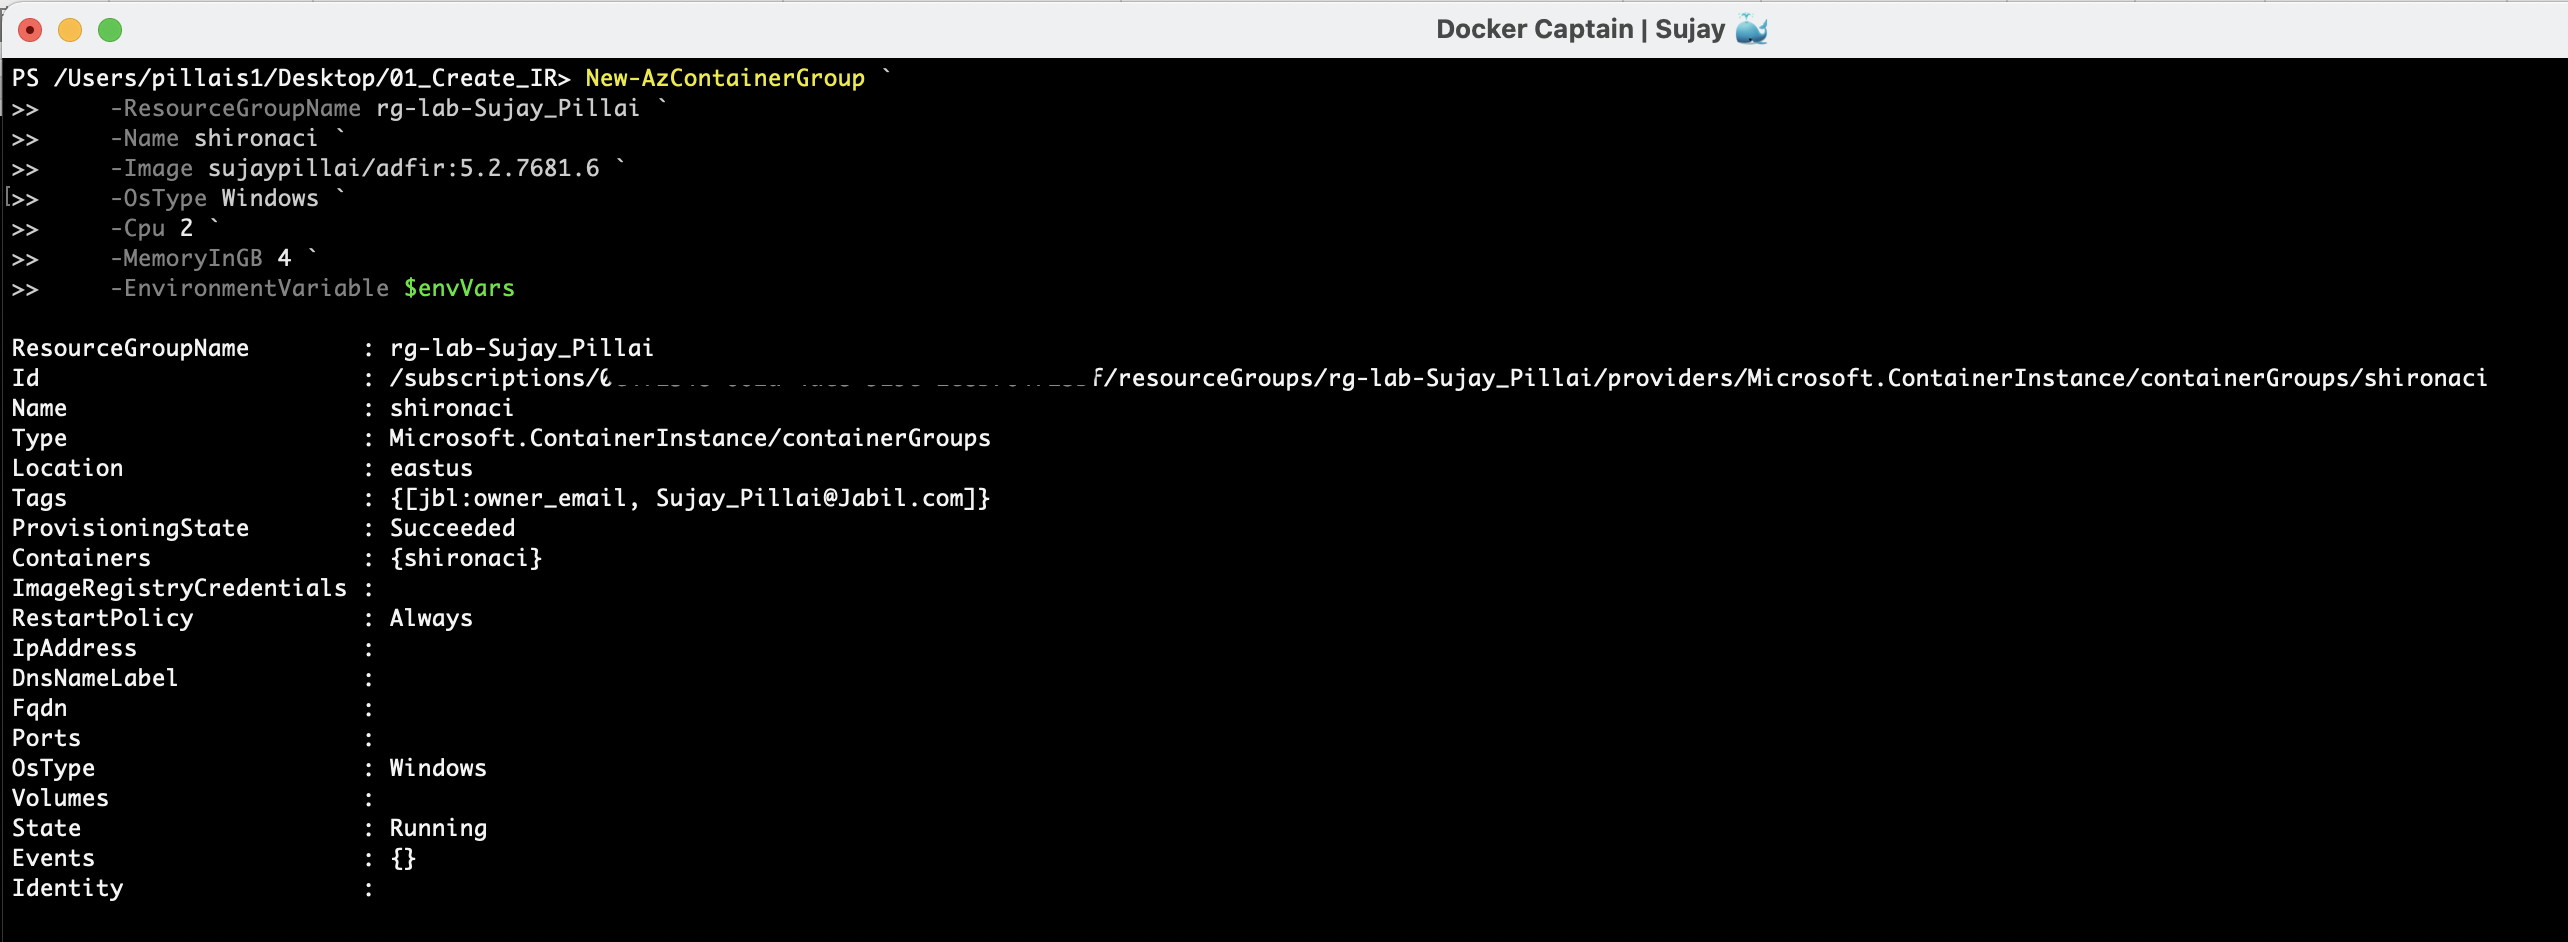 Docker Captain | Sujay 🐳
PS /Users/pillais1/Desktop/01_Create_IR> New-AzContainerGroup `
>>     -ResourceGroupName rg-lab-Sujay_Pillai `
>>     -Name shironaci `
>>     -Image sujaypillai/adfir:5.2.7681.6 `
[>>     -OsType Windows `
>>     -Cpu 2 `
>>     -MemoryInGB 4 `
>>     -EnvironmentVariable $envVars
ResourceGroupName        : rg-lab-Sujay_Pillai
Id                       : /subscriptions/ f/resourceGroups/rg-lab-Sujay_Pillai/providers/Microsoft.ContainerInstance/containerGroups/shironaci
Name                     : shironaci
Type                     : Microsoft.ContainerInstance/containerGroups
Location                 : eastus
Tags                     : {[jbl:owner_email, Sujay_Pillai@Jabil.com]}
ProvisioningState        : Succeeded
Containers               : {shironaci}
ImageRegistryCredentials :
RestartPolicy            : Always
IpAddress                :
DnsNameLabel             :
Fqdn                     :
Ports                    :
OsType                   : Windows
Volumes                  :
State                    : Running
Events                   : {}
Identity                 :